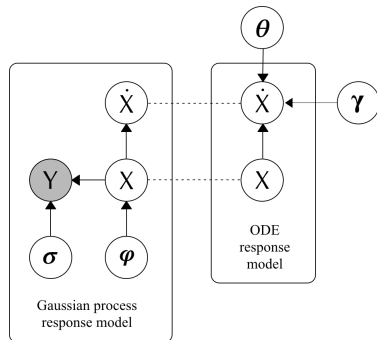 θ
Ẋ
Ẋ
γ
Y
X
X
σ
φ
ODE
response
model
Gaussian process
response model